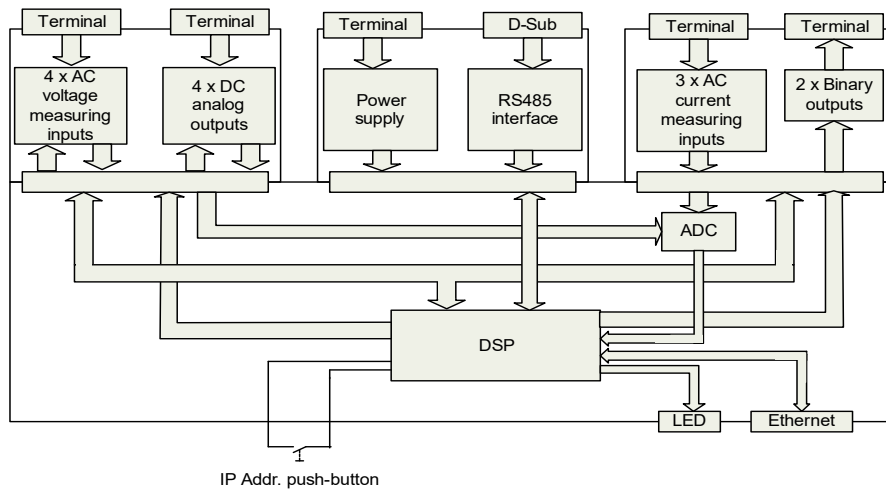 Terminal
Terminal
Terminal
D-Sub
Terminal
Terminal
4 x AC
voltage
measuring
inputs
4 x DC
analog
outputs
Power
supply
RS485
interface
3 x AC
current
measuring
inputs
2 x Binary
outputs
ADC
DSP
LED
Ethernet
IP Addr. push-button